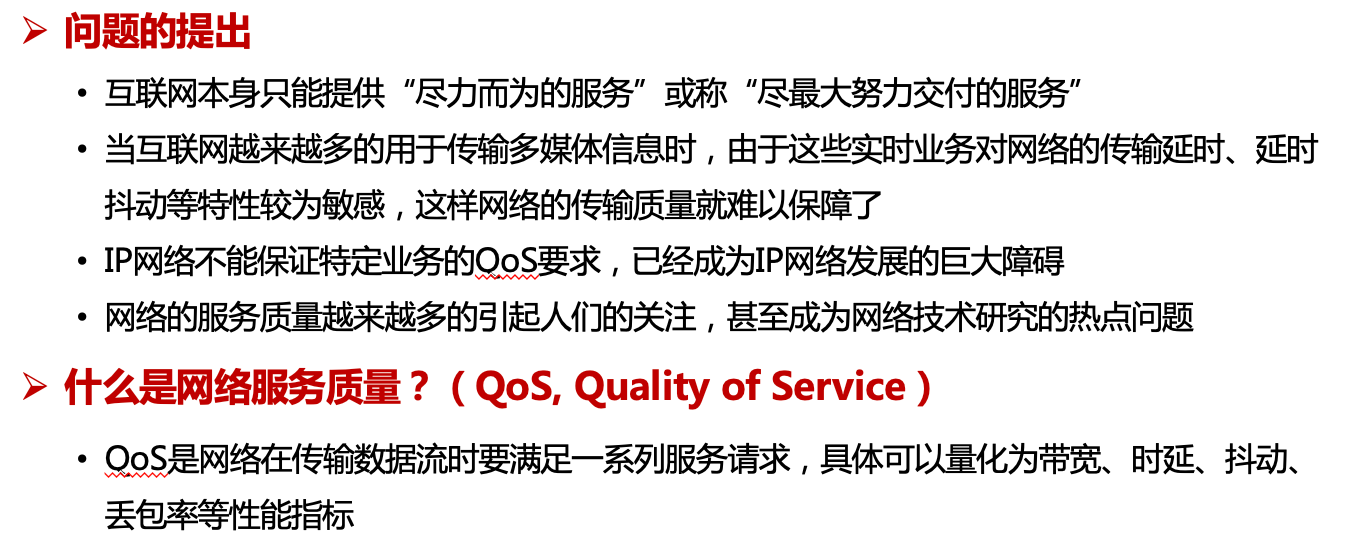 ➢ 问题的提出
• 互联网本身只能提供“尽力而为的服务”或称“尽最大努力交付的服务”
• 当互联网越来越多的用于传输多媒体信息时，由于这些实时业务对网络的传输延时、延时
抖动等特性较为敏感，这样网络的传输质量就难以保障了
• IP网络不能保证特定业务的QoS要求，已经成为IP网络发展的巨大障碍
• 网络的服务质量越来越多的引起人们的关注，甚至成为网络技术研究的热点问题
➢ 什么是网络服务质量？（QoS, Quality of Service）
• QoS是网络在传输数据流时要满足一系列服务请求，具体可以量化为带宽、时延、抖动、
丢包率等性能指标